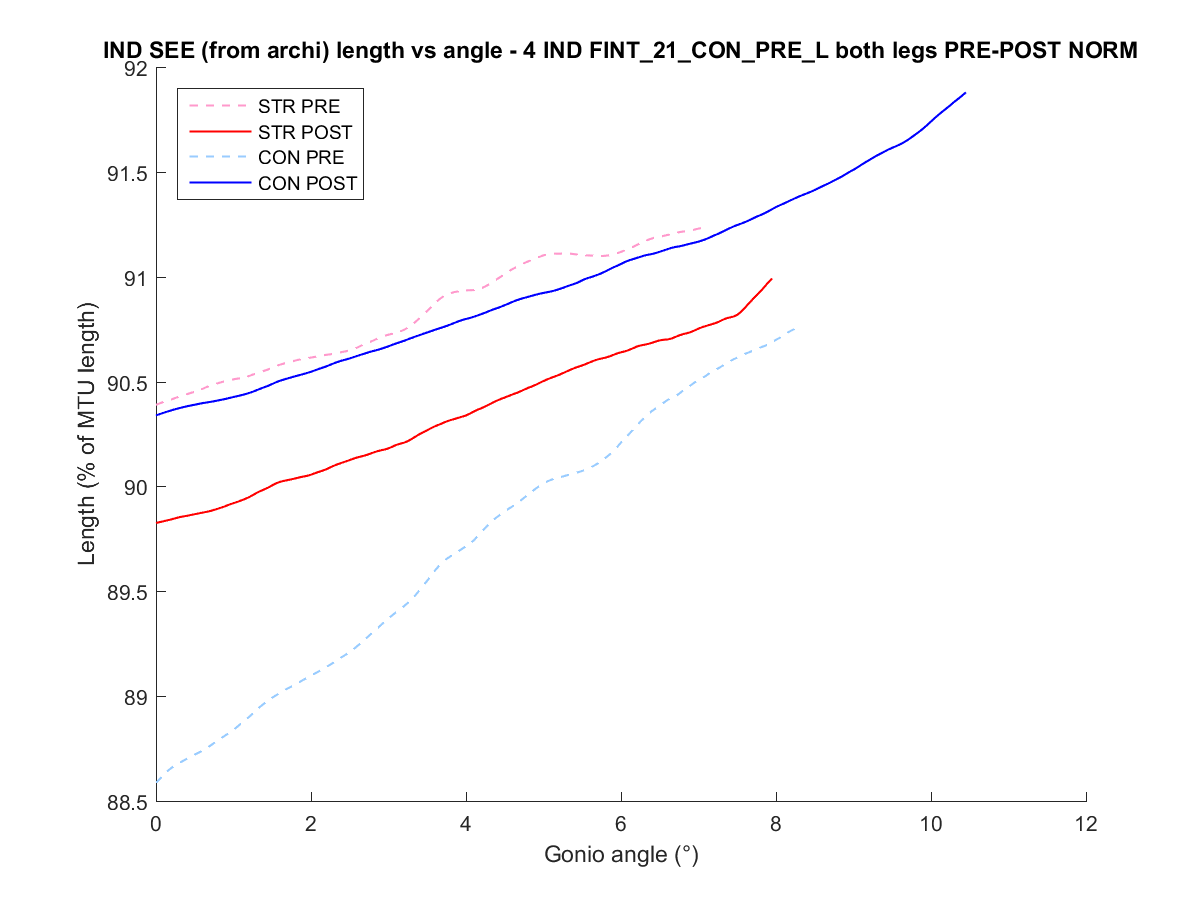 IND SEE (from archi) length vs angle - 4 IND FINT_21_CON_PRE_L both legs PRE-POST NORM
92
STR PRE
STR POST
CON PRE
CON POST
91.5
91
90.5
90
89.5
89
88.5
Length (% of MTU length)
0 2 4 6 8 10 12
Gonio angle (°)